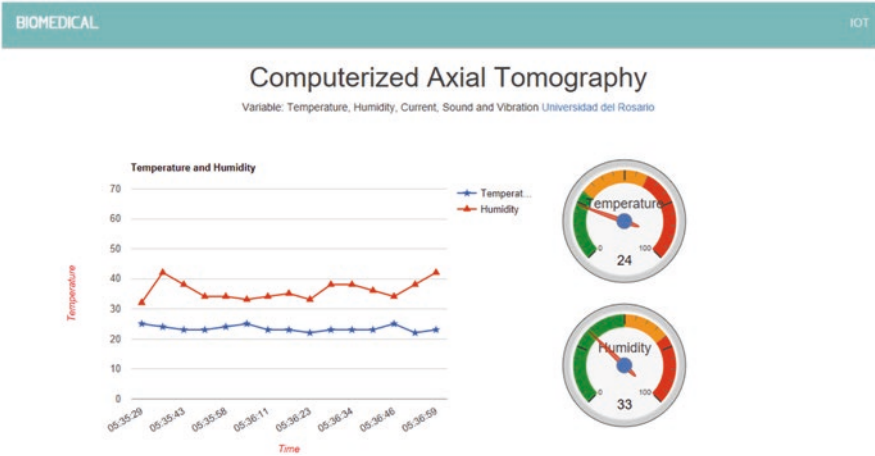 BIOMEDICAL
IOT
Computerized Axial Tomography
Variable: Temperature, Humidity, Current, Sound and Vibration Universidad del Rosario
Temperature and Humidity
70
60
50
40
30
20
10
0
Temperature
05:35:29
05:35:43
05:35:58
05:36:11
05:36:23
05:36:34
05:36:46
05:36:59
Time
Temperat...
Humidity
Temperature
0
100
24
Humidity
0
100
33